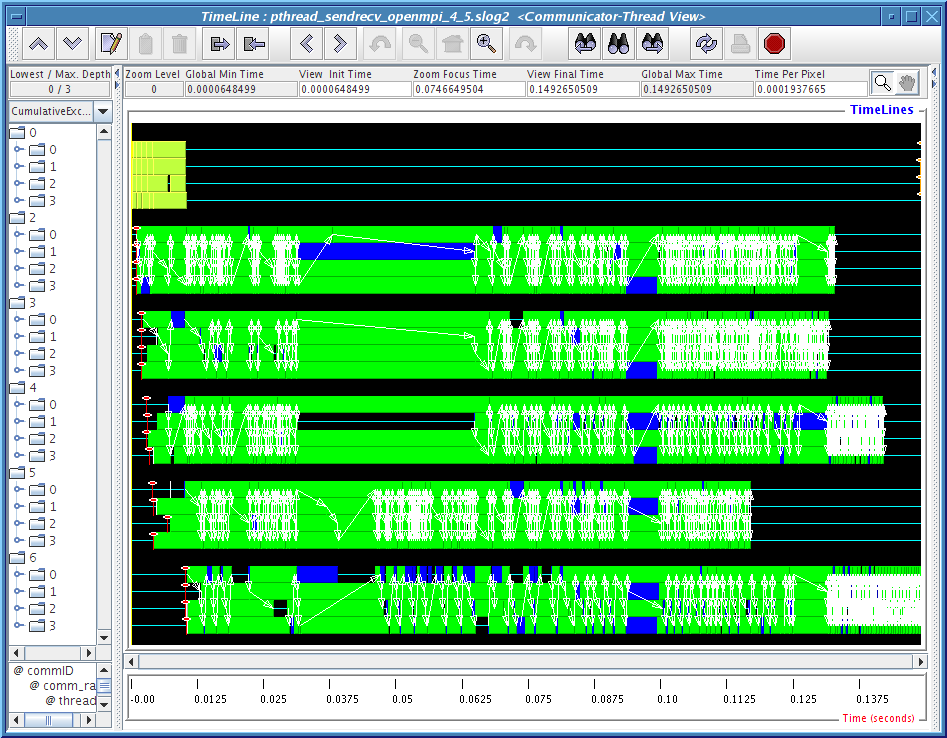 TimeLine : pthread_sendrecv_openmpi_4_5.slog2 <Communicator-Thread View>
Lowest / Max. Depth
0 / 3
Zoom Level
0
Global Min Time
0.0000648499
View Init Time
0.0000648499
Zoom Focus Time
0.0746649504
View Final Time
0.1492650509
Global Max Time
0.1492650509
Time Per Pixel
0.0001937665
CumulativeExc...
TimeLines
0
0
1
2
3
2
0
1
2
3
3
0
1
2
3
4
0
1
2
3
5
0
1
2
3
6
0
1
2
3
@ commID
@ comm_ra
@ thread
-0.00 0.0125 0.025 0.0375 0.05 0.0625 0.075 0.0875 0.10 0.1125 0.125 0.1375
Time (seconds)